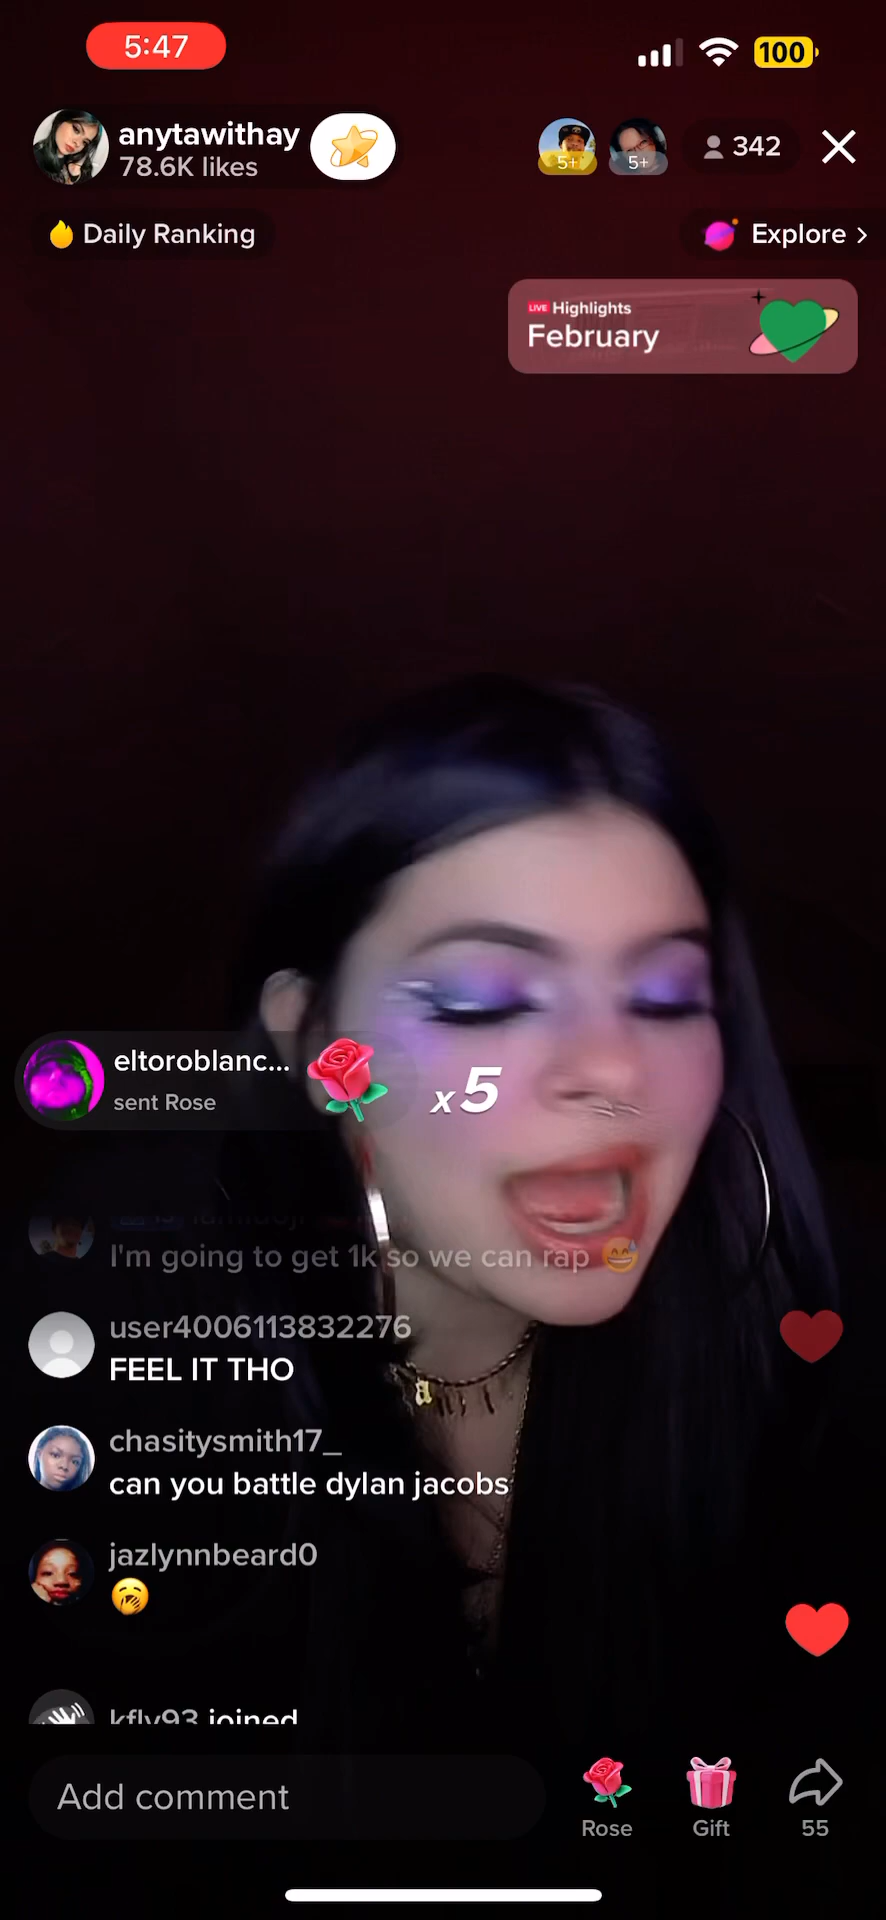 5:47
100
anytawithay
78.6K likes
5+
5+
342
Daily Ranking
Explore >
LIVE Highlights
February
eltoroblanc...
sent Rose
x5
I'm going to get 1k so we can rap 😅
user4006113832276
FEEL IT THO
chasitysmith17_
can you battle dylan jacobs
jazlynnbeard0
🥱
kfly93 joined
Add comment
Rose
Gift
55